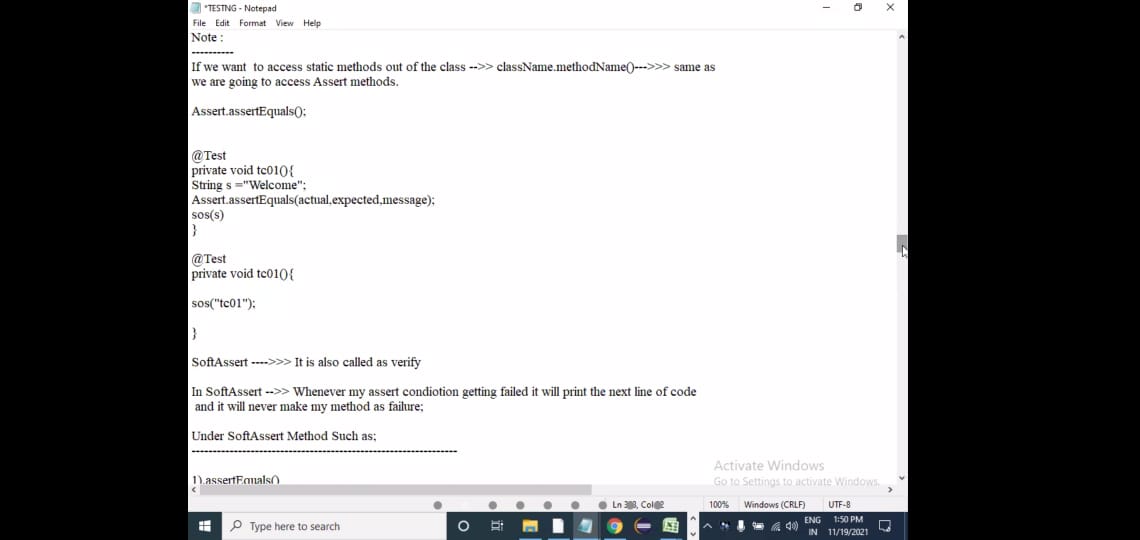 *TESTNG - Notepad
File Edit Format View Help
Note :
----------
If we want  to access static methods out of the class -->> className.methodName()--->>> same as
we are going to access Assert methods.
Assert.assertEquals();
@Test
private void tc01(){
String s ="Welcome";
Assert.assertEquals(actual,expected,message);
sos(s)
}
@Test
private void tc01(){
sos("tc01");
}
SoftAssert ---->>> It is also called as verify
In SoftAssert -->> Whenever my assert condiotion getting failed it will print the next line of code
and it will never make my method as failure;
Under SoftAssert Method Such as;
----------------------------------------------------------------
1).assertEquals()
Activate Windows
Go to Settings to activate Windows.
100% Windows (CRLF) UTF-8
Type here to search
ENG 1:50 PM
IN 11/19/2021